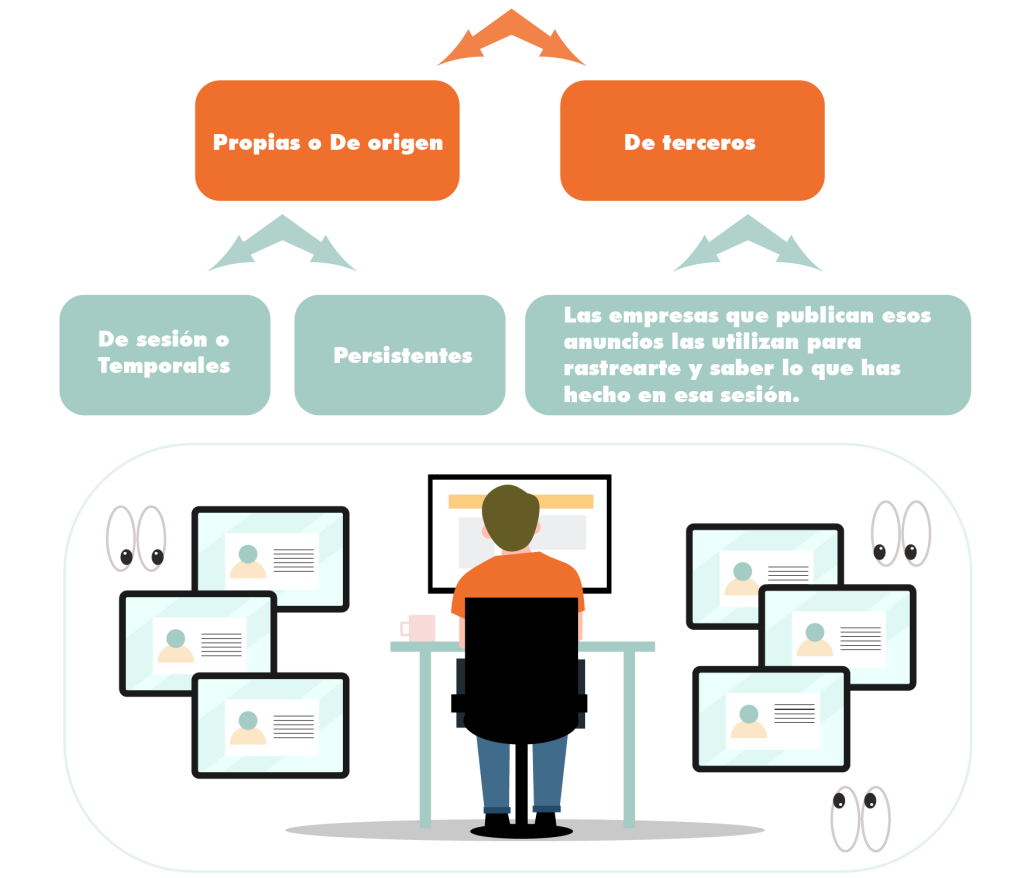 Propias o De origen
De terceros
De sesión o
Temporales
Persistentes
Las empresas que publican esos
anuncios las utilizan para
rastrearte y saber lo que has
hecho en esa sesión.